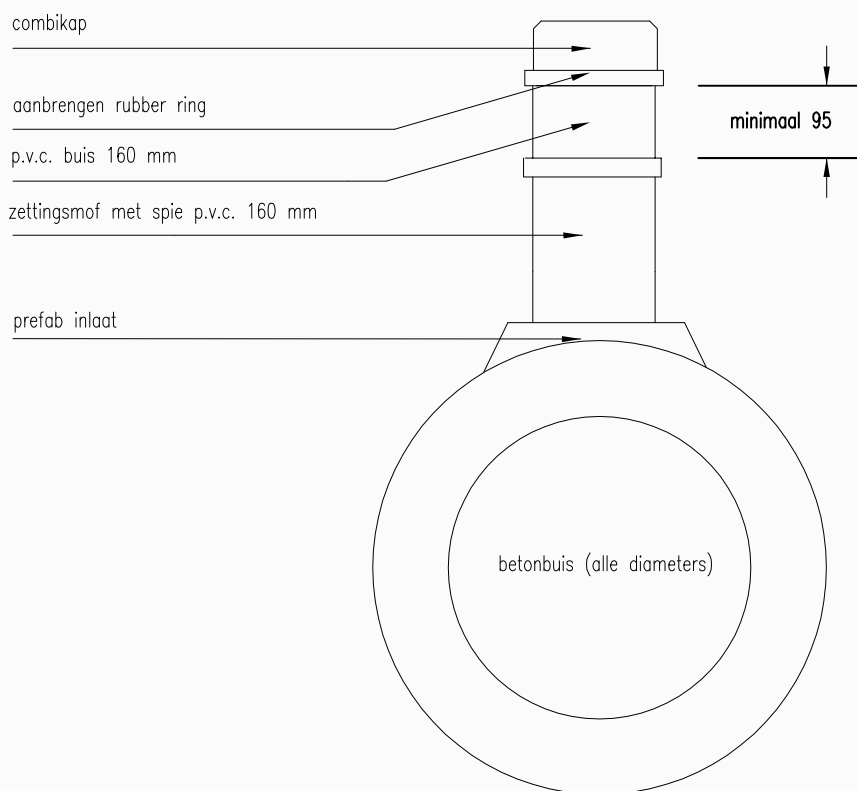 combikap
aanbrengen rubber ring
minimaal 95
p.v.c. buis 160 mm
zettingsmof met spie p.v.c. 160 mm
prefab inlaat
betonbuis (alle diameters)